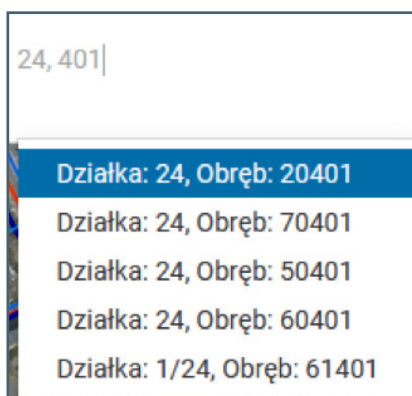 24, 401
Działka: 24, Obręb: 20401
Działka: 24, Obręb: 70401
Działka: 24, Obręb: 50401
Działka: 24, Obręb: 60401
Działka: 1/24, Obręb: 61401